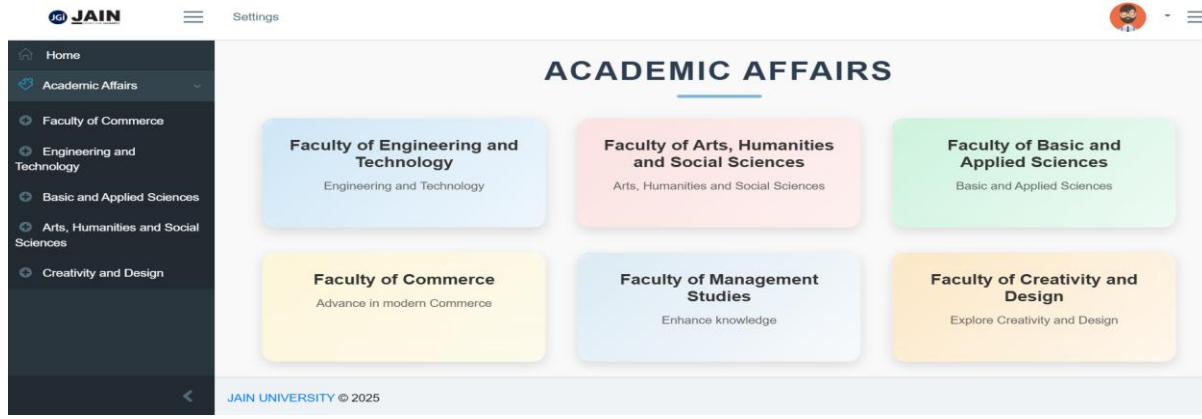 JGI JAIN
Settings
Home
Academic Affairs
Faculty of Commerce
Engineering and
Technology
Basic and Applied Sciences
Arts, Humanities and Social
Sciences
Creativity and Design
ACADEMIC AFFAIRS
Faculty of Engineering and
Technology
Engineering and Technology
Faculty of Arts, Humanities
and Social Sciences
Arts, Humanities and Social Sciences
Faculty of Basic and
Applied Sciences
Basic and Applied Sciences
Faculty of Commerce
Advance in modern Commerce
Faculty of Management
Studies
Enhance knowledge
Faculty of Creativity and
Design
Explore Creativity and Design
JAIN UNIVERSITY © 2025